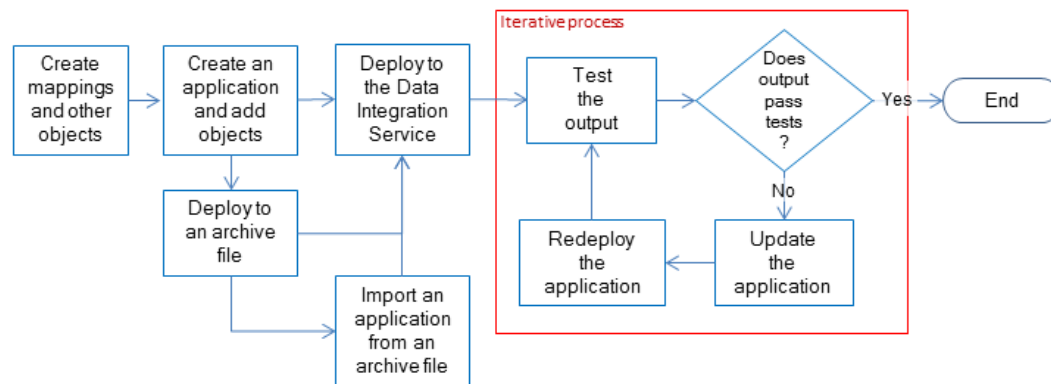 Iterative process
Create
mappings
and other
objects
Create an
application
and add
objects
Deploy to
the Data
Integration
Service
Test
the
output
Does
output
pass
tests
?
Yes
End
No
Deploy to
an archive
file
Redeploy
the
application
Update
the
application
Import an
application
from an
archive file